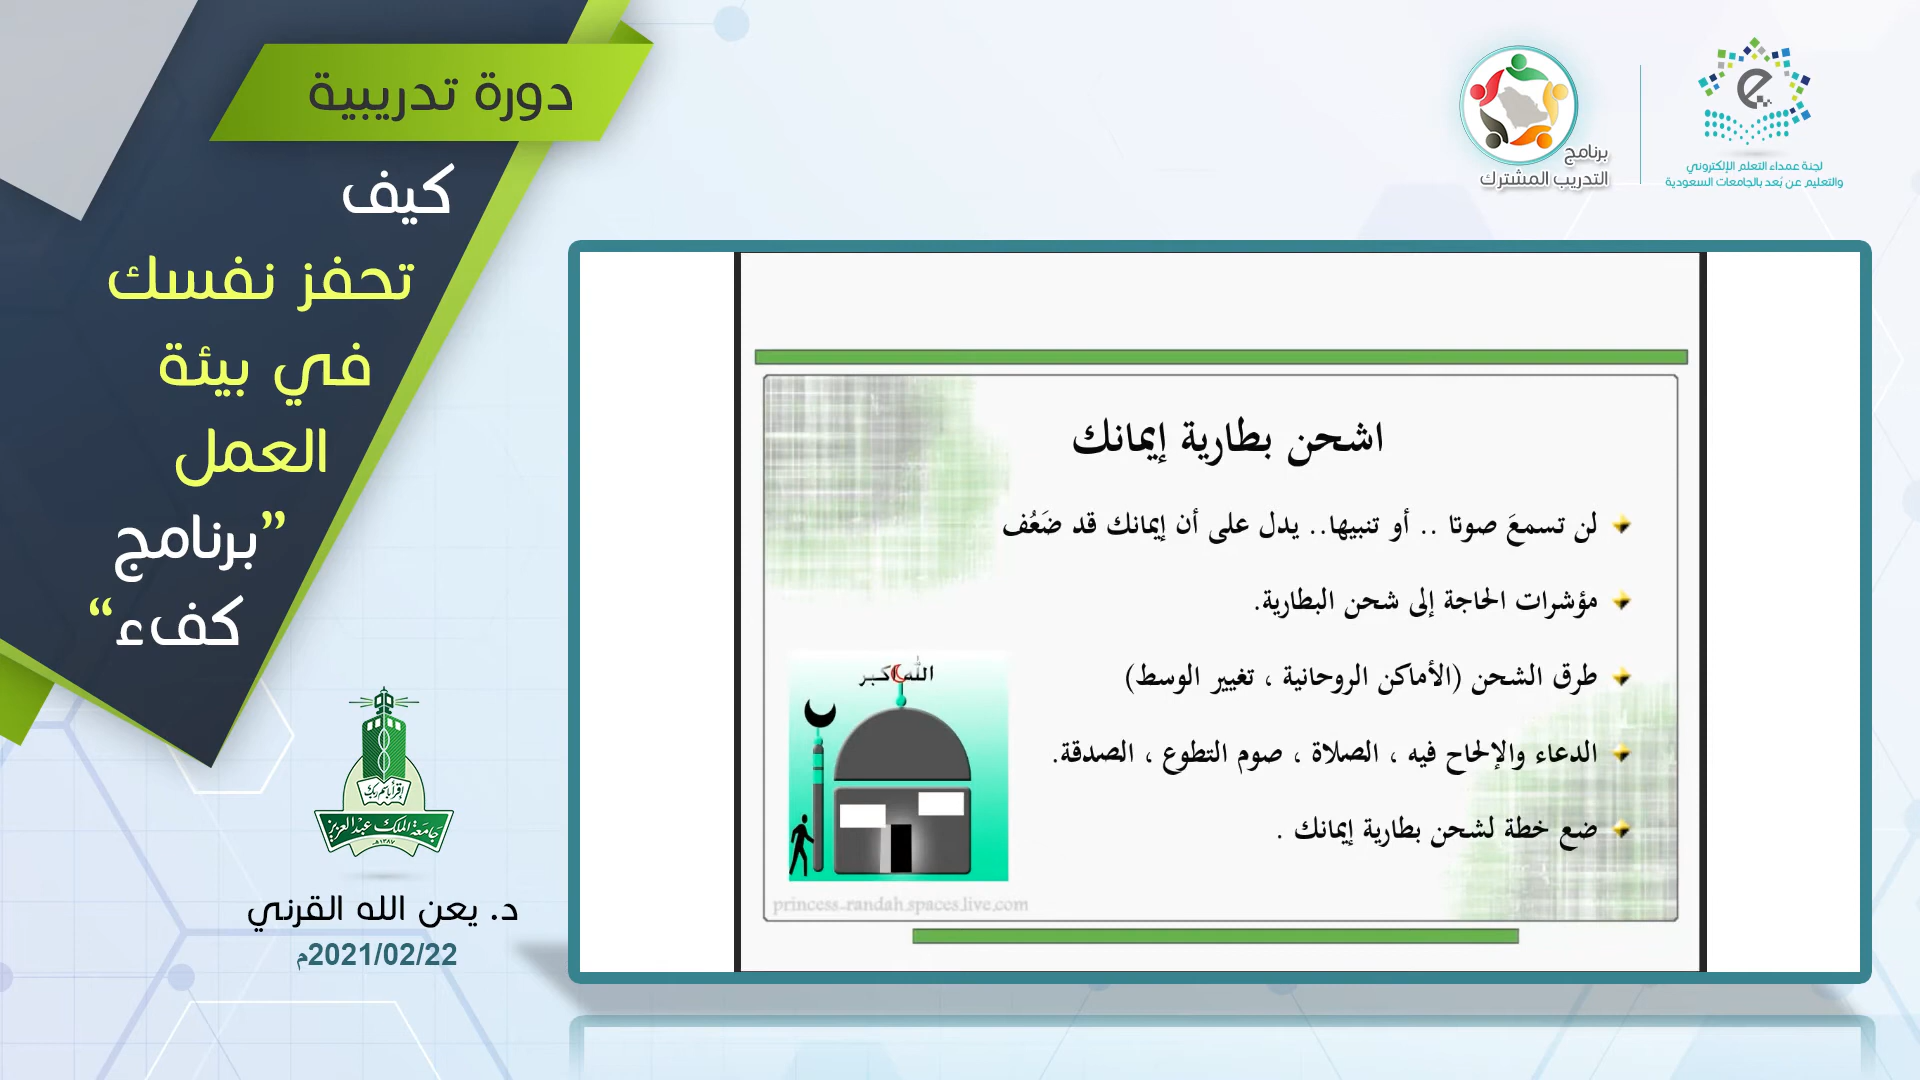 دورة تدريبية
كيف
تحفز نفسك
في بيئة
العمل
”برنامج
كفء“
اقرأ باسم ربك
جامعة الملك عبدالعزيز
د. يعن الله القرني
2021/02/22م
برنامج
التدريب المشترك
لجنة عمداء التعلم الإلكتروني
والتعليم عن بُعد بالجامعات السعودية
اشحن بطارية إيمانك
لن تسمعَ صوتا .. أو تنبيها.. يدل على أن إيمانك قد ضَعُف
مؤشرات الحاجة إلى شحن البطارية.
طرق الشحن (الأماكن الروحانية ، تغيير الوسط)
الدعاء والإلحاح فيه ، الصلاة ، صوم التطوع ، الصدقة.
ضع خطة لشحن بطارية إيمانك .
الله اكبر
princess-randah.spaces.live.com